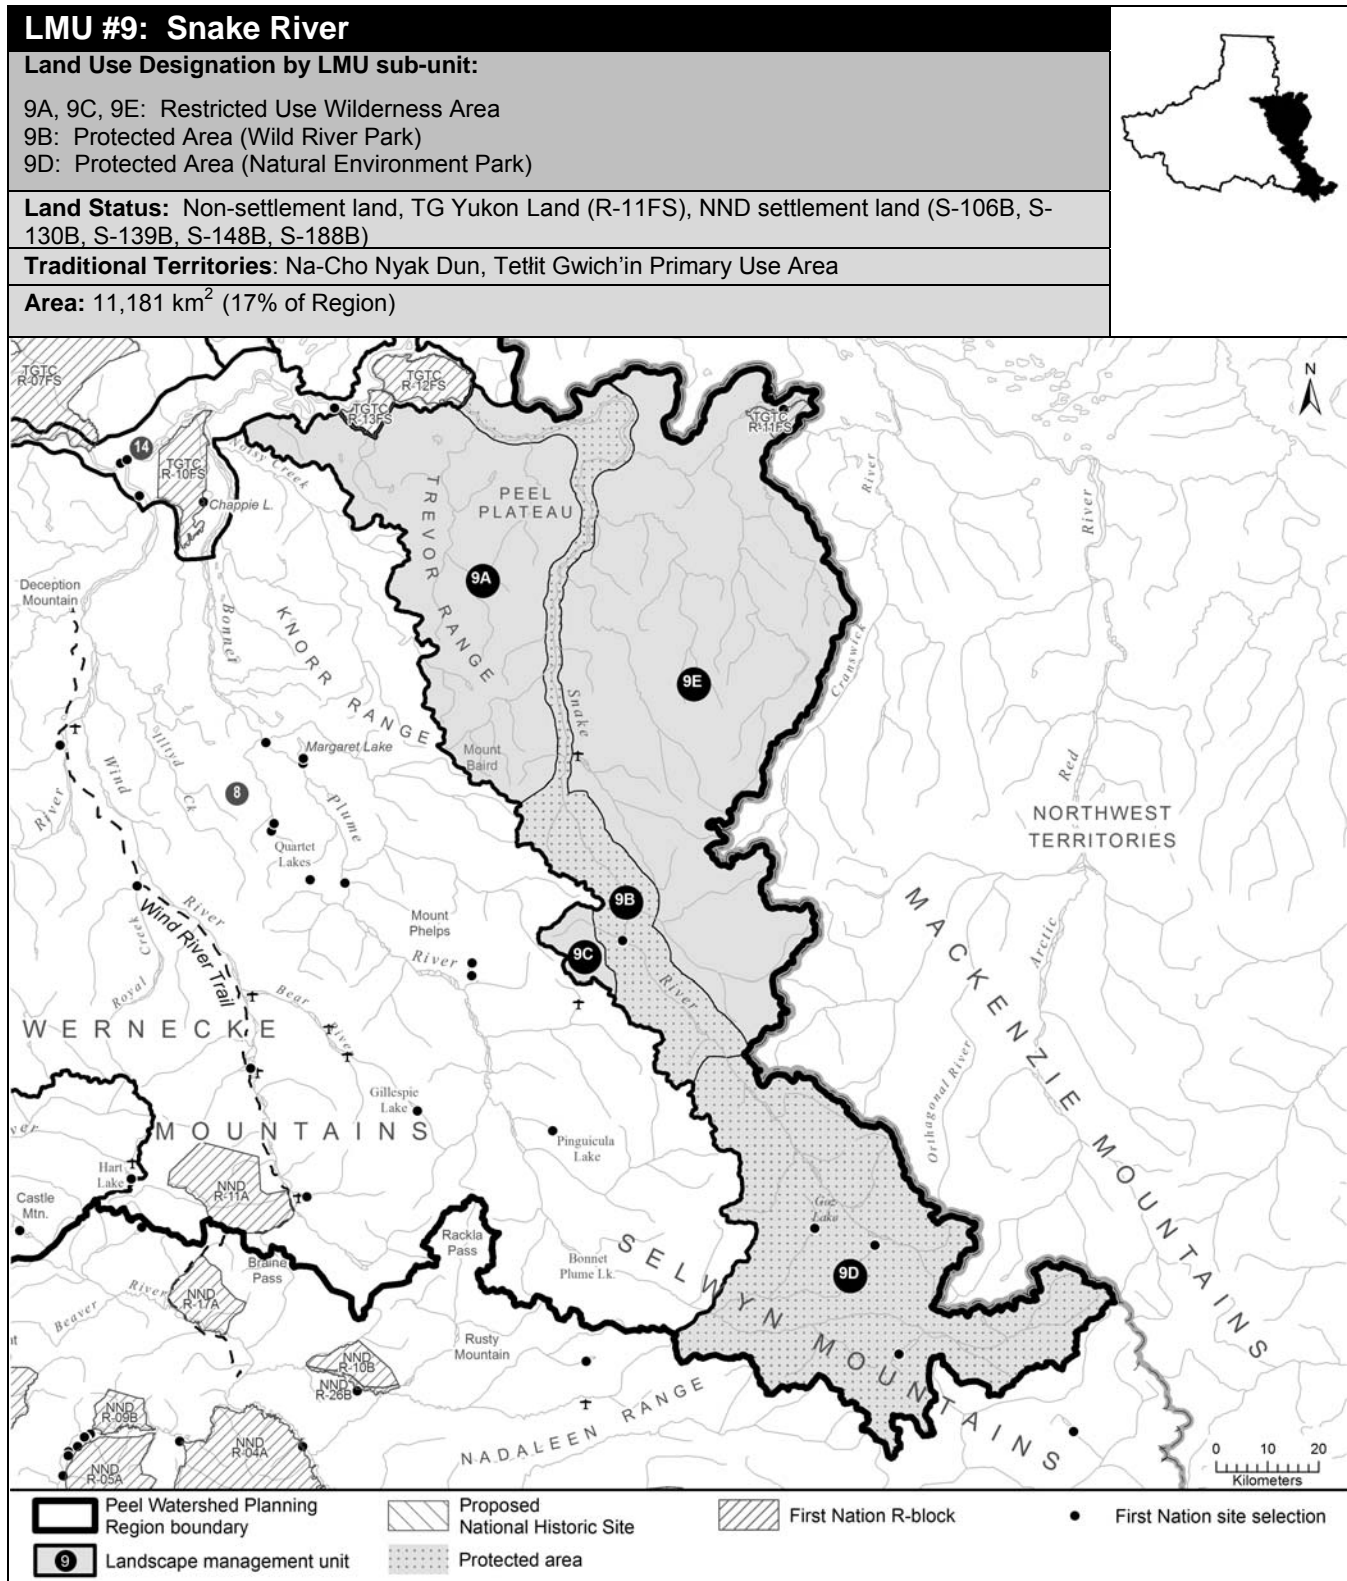 LMU #9: Snake River
Land Use Designation by LMU sub-unit:
9A, 9C, 9E: Restricted Use Wilderness Area
9B: Protected Area (Wild River Park)
9D: Protected Area (Natural Environment Park)
Land Status: Non-settlement land, TG Yukon Land (R-11FS), NND settlement land (S-106B, S-
130B, S-139B, S-148B, S-188B)
Traditional Territories: Na-Cho Nyak Dun, Tetłit Gwich'in Primary Use Area
Area: 11,181 km² (17% of Region)
TGTC
R-07FS
TGTC
R-12FS
TGTC
R-13FS
TGTC
R-11FS
N
14
TGTC
R-10FS
Noisy Creek
Chappie L.
TREVOR RANGE
PEEL
PLATEAU
River
River
9A
Deception
Mountain
Bonnet
KNORR RANGE
Cranswick
9E
Snake
Mount
Baird
Margaret Lake
Illtyd
Ck
Wind
River
8
Plume
Quartet
Lakes
Red
NORTHWEST
TERRITORIES
River
Wind River Trail
Creek
Royal
Mount
Phelps
River
9B
9C
River
MACKENZIE MOUNTAINS
Arctic
Bear
River
WERNECKE
MOUNTAINS
Gillespie
Lake
Orthagonal River
ver
Pinguicula
Lake
Hart
Lake
NND
R-11A
Castle
Mtn.
Goz
Lake
Rackla
Pass
Braine
Pass
Bonnet
Plume Lk.
SELWYN MOUNTAINS
9D
Beaver
River
NND
R-17A
Rusty
Mountain
NND
R-10B
NND
R-26B
NADALEEN RANGE
NND
R-09B
NND
R-05A
NND
R-04A
0 10 20
Kilometers
Peel Watershed Planning
Region boundary
Proposed
National Historic Site
First Nation R-block
First Nation site selection
9
Landscape management unit
Protected area